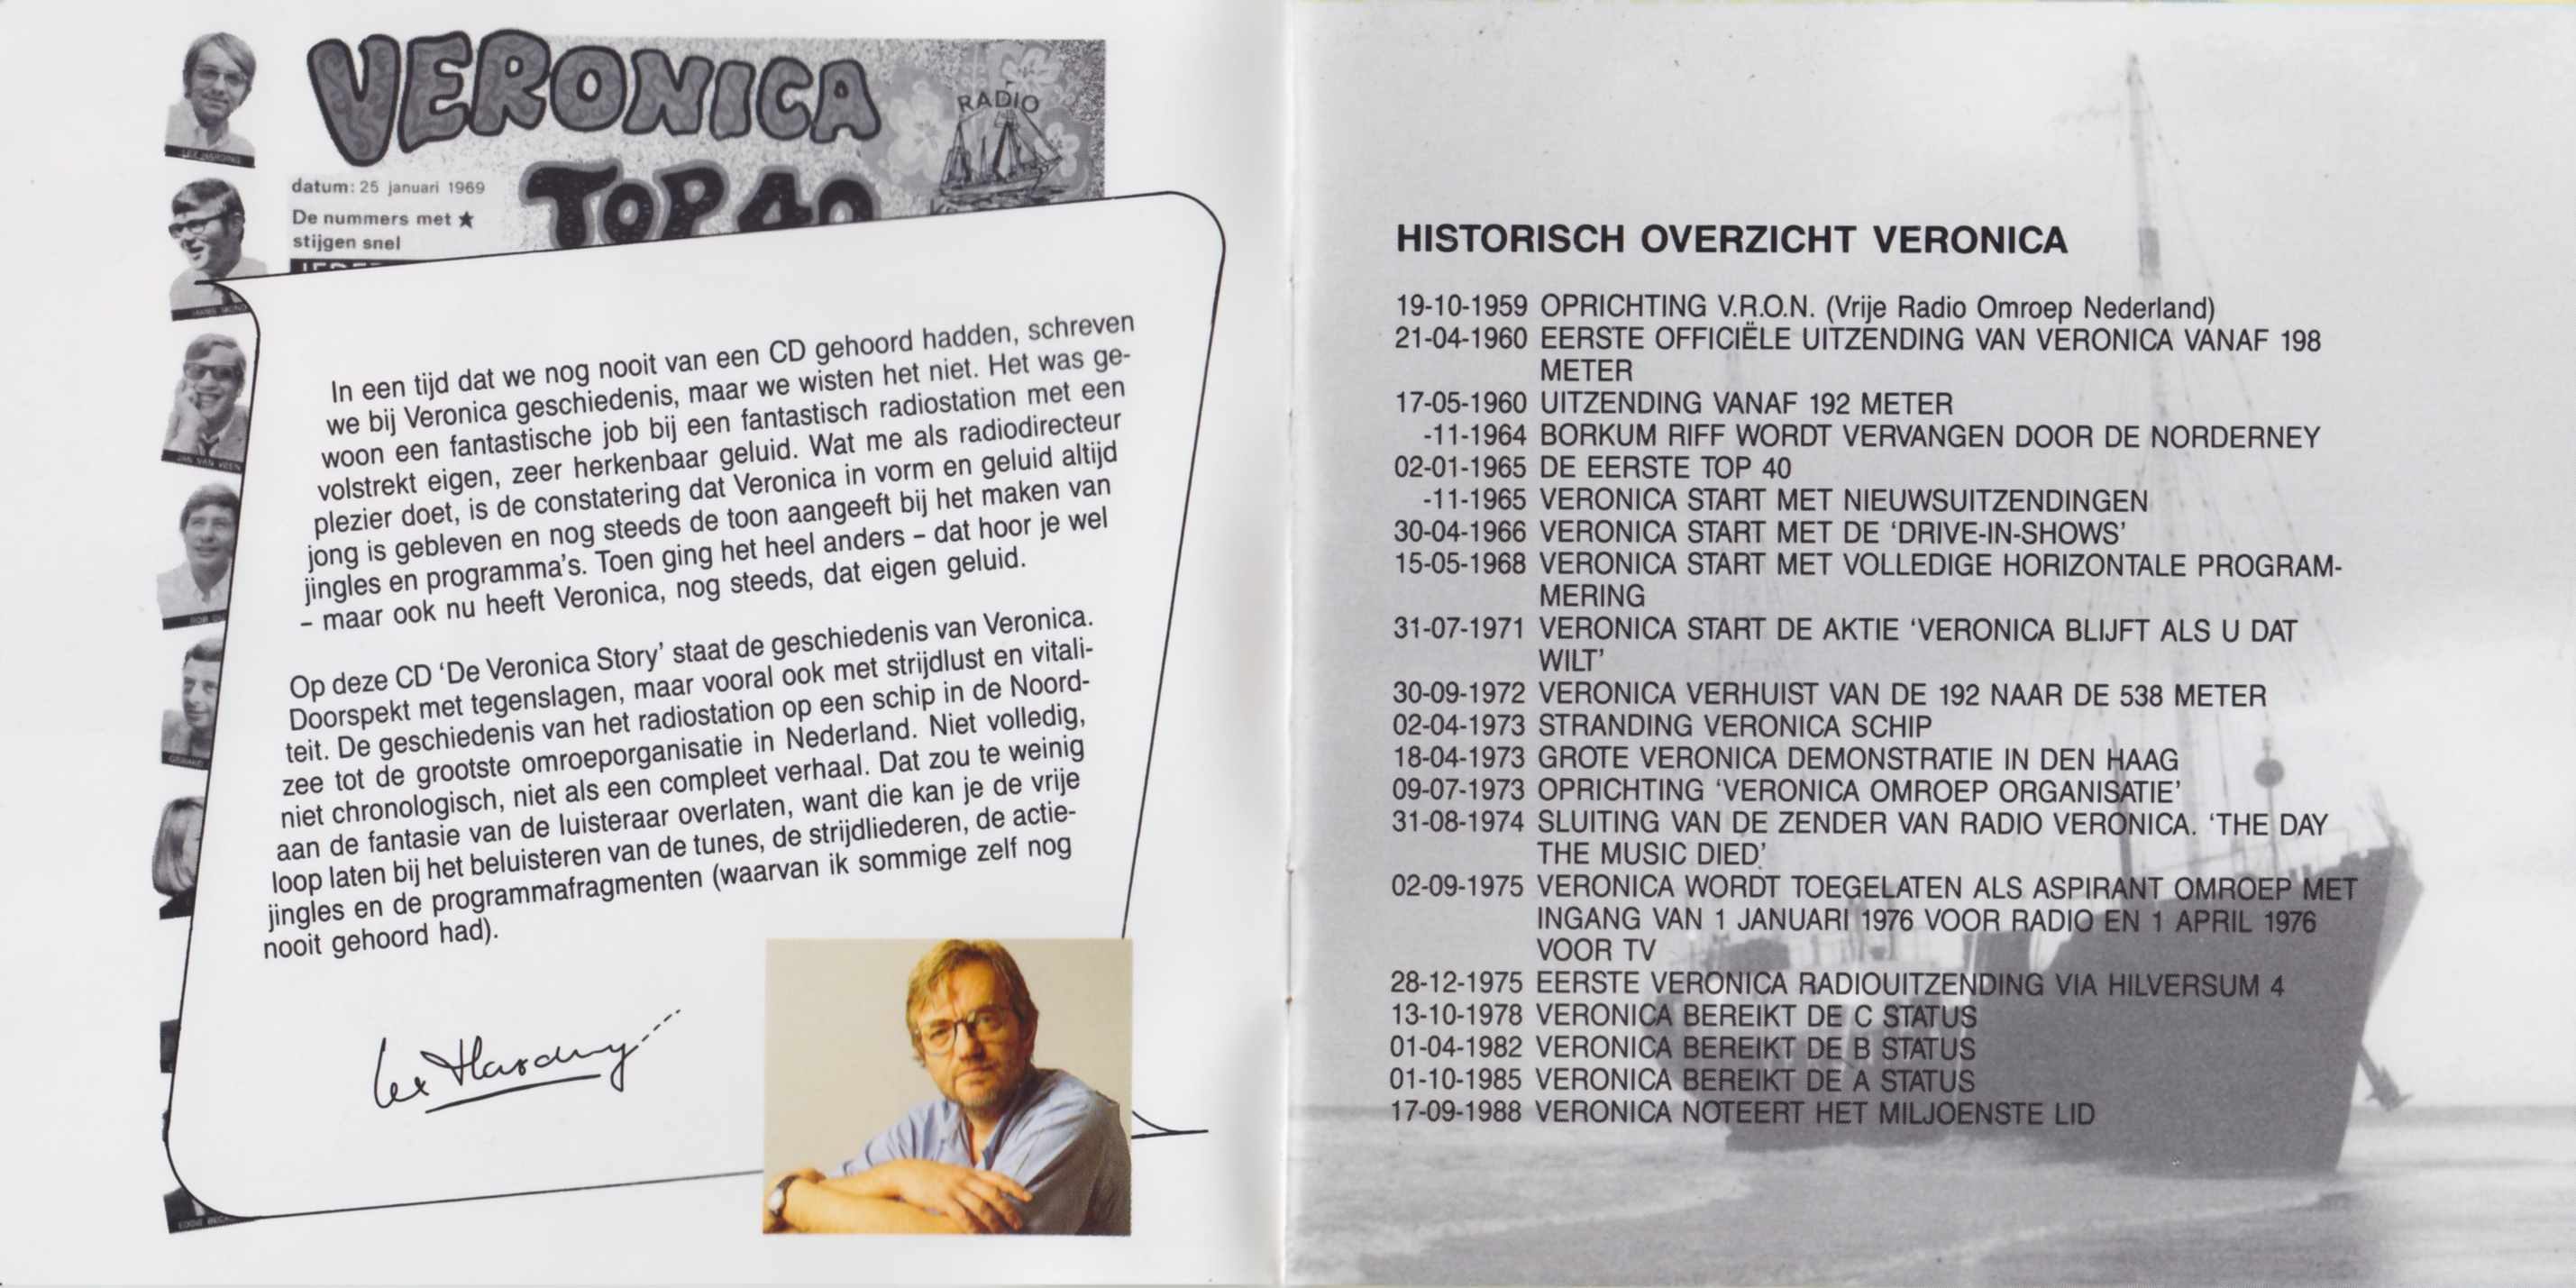 VERONICA
RADIO
TOP 40
datum: 25 januari 1969
De nummers met ★
stijgen snel
LEX HARDING
JAN VAN VEEN
In een tijd dat we nog nooit van een CD gehoord hadden, schreven
we bij Veronica geschiedenis, maar we wisten het niet. Het was ge-
woon een fantastische job bij een fantastisch radiostation met een
volstrekt eigen, zeer herkenbaar geluid. Wat me als radiodirecteur
plezier doet, is de constatering dat Veronica in vorm en geluid altijd
jong is gebleven en nog steeds de toon aangeeft bij het maken van
jingles en programma's. Toen ging het heel anders – dat hoor je wel
– maar ook nu heeft Veronica, nog steeds, dat eigen geluid.
Op deze CD 'De Veronica Story' staat de geschiedenis van Veronica.
Doorspekt met tegenslagen, maar vooral ook met strijdlust en vitali-
teit. De geschiedenis van het radiostation op een schip in de Noord-
zee tot de grootste omroeporganisatie in Nederland. Niet volledig,
niet chronologisch, niet als een compleet verhaal. Dat zou te weinig
aan de fantasie van de luisteraar overlaten, want die kan je de vrije
loop laten bij het beluisteren van de tunes, de strijdliederen, de actie-
jingles en de programmafragmenten (waarvan ik sommige zelf nog
nooit gehoord had).
Lex Harding
HISTORISCH OVERZICHT VERONICA
19-10-1959 OPRICHTING V.R.O.N. (Vrije Radio Omroep Nederland)
21-04-1960 EERSTE OFFICIËLE UITZENDING VAN VERONICA VANAF 198
METER
17-05-1960 UITZENDING VANAF 192 METER
-11-1964 BORKUM RIFF WORDT VERVANGEN DOOR DE NORDERNEY
02-01-1965 DE EERSTE TOP 40
-11-1965 VERONICA START MET NIEUWSUITZENDINGEN
30-04-1966 VERONICA START MET DE 'DRIVE-IN-SHOWS'
15-05-1968 VERONICA START MET VOLLEDIGE HORIZONTALE PROGRAM-
MERING
31-07-1971 VERONICA START DE AKTIE 'VERONICA BLIJFT ALS U DAT
WILT'
30-09-1972 VERONICA VERHUIST VAN DE 192 NAAR DE 538 METER
02-04-1973 STRANDING VERONICA SCHIP
18-04-1973 GROTE VERONICA DEMONSTRATIE IN DEN HAAG
09-07-1973 OPRICHTING 'VERONICA OMROEP ORGANISATIE'
31-08-1974 SLUITING VAN DE ZENDER VAN RADIO VERONICA. 'THE DAY
THE MUSIC DIED.'
02-09-1975 VERONICA WORDT TOEGELATEN ALS ASPIRANT OMROEP MET
INGANG VAN 1 JANUARI 1976 VOOR RADIO EN 1 APRIL 1976
VOOR TV
28-12-1975 EERSTE VERONICA RADIOUITZENDING VIA HILVERSUM 4
13-10-1978 VERONICA BEREIKT DE C STATUS
01-04-1982 VERONICA BEREIKT DE B STATUS
01-10-1985 VERONICA BEREIKT DE A STATUS
17-09-1988 VERONICA NOTEERT HET MILJOENSTE LID